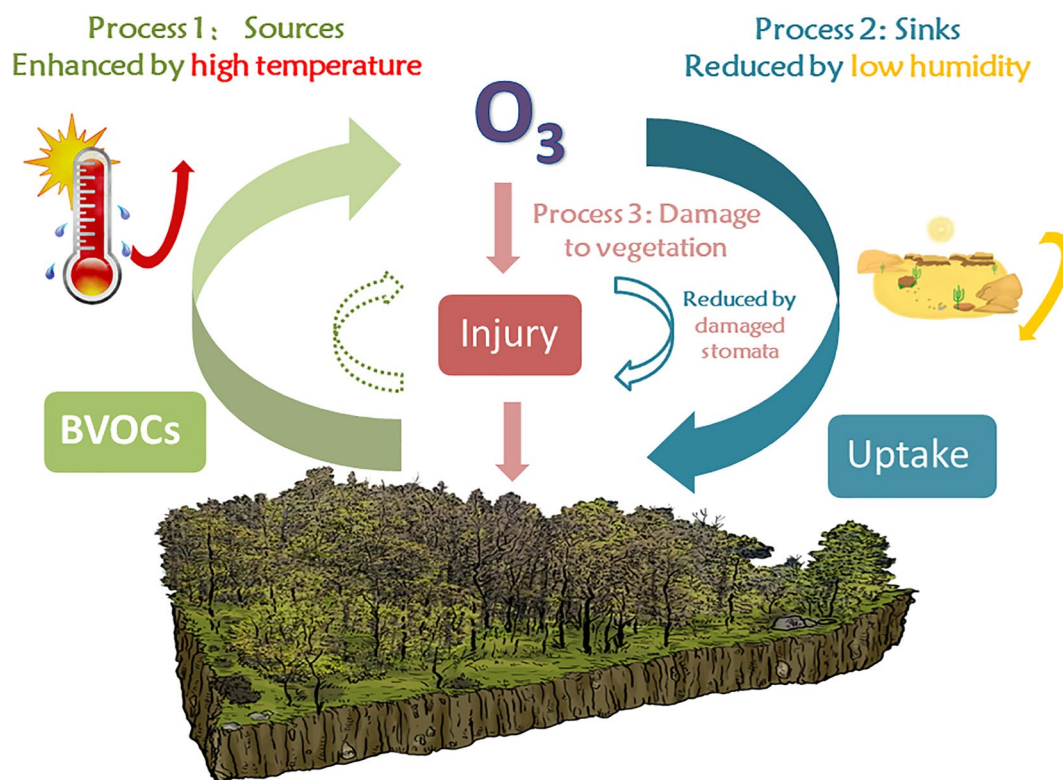 Process 1： Sources
Enhanced by high temperature
Process 2: Sinks
Reduced by low humidity
O₃
Process 3: Damage
to vegetation
Reduced by
damaged
stomata
Injury
BVOCs
Uptake